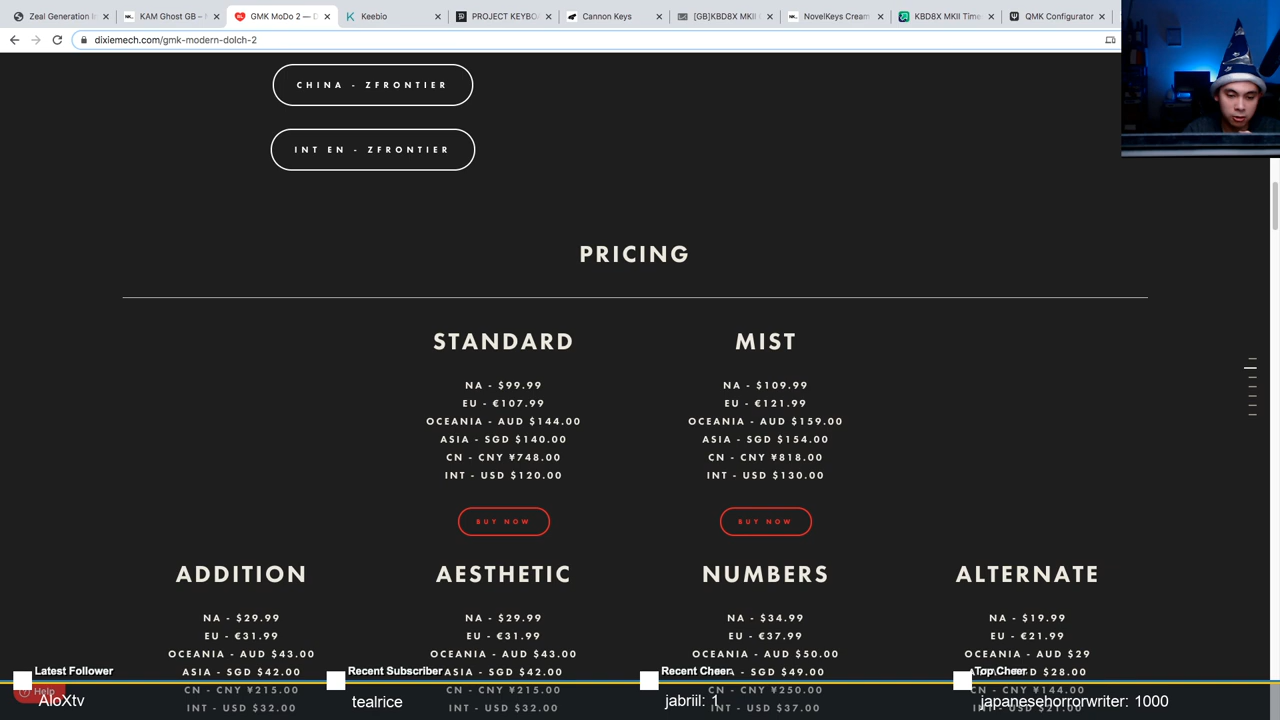 Zeal Generation In
KAM Ghost GB –
GMK MoDo 2 — D
Keebio
PROJECT KEYBO
Cannon Keys
[GB]KBD8X MKII
NovelKeys Cream
KBD8X MKII Time
QMK Configurator
dixiemech.com/gmk-modern-dolch-2
CHINA - ZFRONTIER
INT EN - ZFRONTIER
PRICING
STANDARD
NA - $99.99
EU - €107.99
OCEANIA - AUD $144.00
ASIA - SGD $140.00
CN - CNY ¥748.00
INT - USD $120.00
BUY NOW
MIST
NA - $109.99
EU - €121.99
OCEANIA - AUD $159.00
ASIA - SGD $154.00
CN - CNY ¥818.00
INT - USD $130.00
BUY NOW
ADDITION
NA - $29.99
EU - €31.99
OCEANIA - AUD $43.00
ASIA - SGD $42.00
CN - CNY ¥215.00
INT - USD $32.00
AESTHETIC
NA - $29.99
EU - €31.99
OCEANIA - AUD $43.00
ASIA - SGD $42.00
CN - CNY ¥215.00
INT - USD $32.00
NUMBERS
NA - $34.99
EU - €37.99
OCEANIA - AUD $50.00
SGD $49.00
CN - CNY ¥250.00
USD $37.00
ALTERNATE
NA - $19.99
EU - €21.99
OCEANIA - AUD $29
$28.00
CN - CNY ¥144.00
Help
Latest Follower
AloXtv
Recent Subscriber
tealrice
Recent Cheer
jabriil: 1
Top Cheer
japanesehorrorwriter: 1000